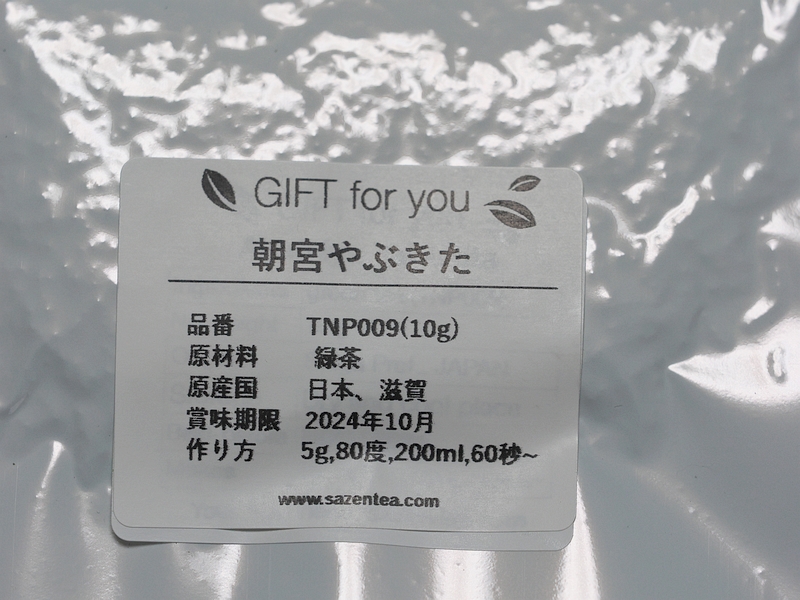 GIFT for you
朝宮やぶきた
品番 TNP009(10g)
原材料 緑茶
原産国 日本、滋賀
賞味期限 2024年10月
作り方 5g,80度,200ml,60秒~
www.sazentea.com